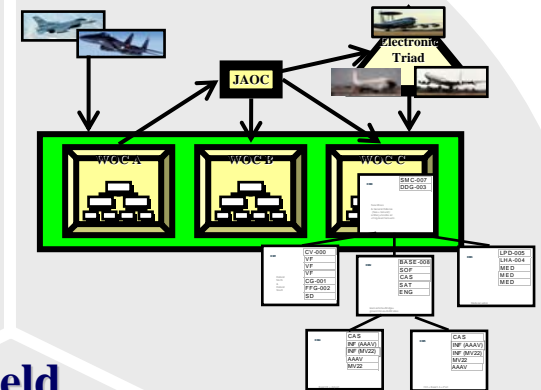 Electronic
Triad
JAOC
WOC A
WOC B
WOC C
SMC-007
DDG-003
CV-000
VF
VF
VF
CG-001
FFG-002
SD
BASE-008
SOF
CAS
SAT
ENG
LPD-005
LHA-004
MED
MED
MED
CAS
INF (AAAV)
INF (MV22)
AAAV
MV22
CAS
INF (AAAV)
INF (MV22)
MV22
AAAV
eld